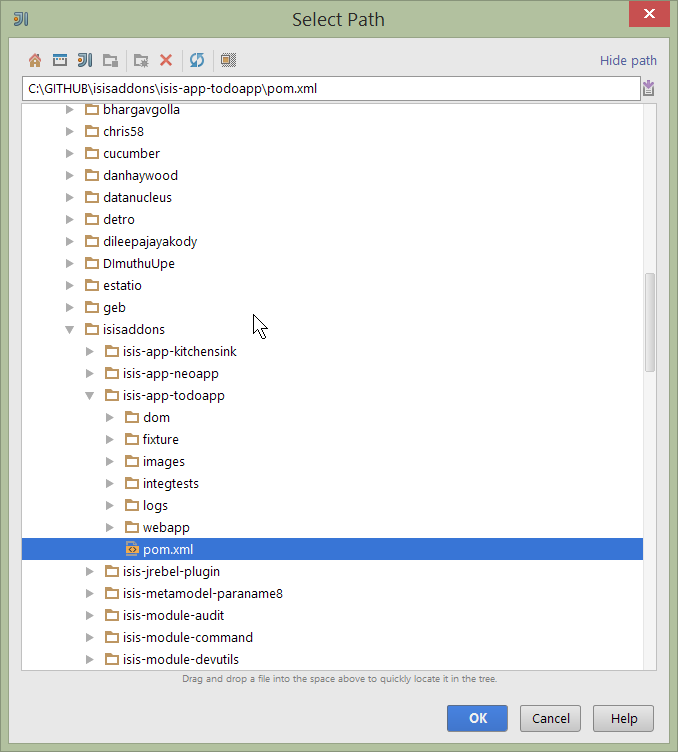 Select Path
Hide path
C:\GITHUB\isisaddons\isis-app-todoapp\pom.xml
bhargavgolla
chris58
cucumber
danhaywood
datanucleus
detro
dileepajayakody
DImuthuUpe
estatio
geb
isisaddons
isis-app-kitchensink
isis-app-neoapp
isis-app-todoapp
dom
fixture
images
integtests
logs
webapp
pom.xml
isis-jrebel-plugin
isis-metamodel-paraname8
isis-module-audit
isis-module-command
isis-module-devutils
Drag and drop a file into the space above to quickly locate it in the tree.
OK Cancel Help